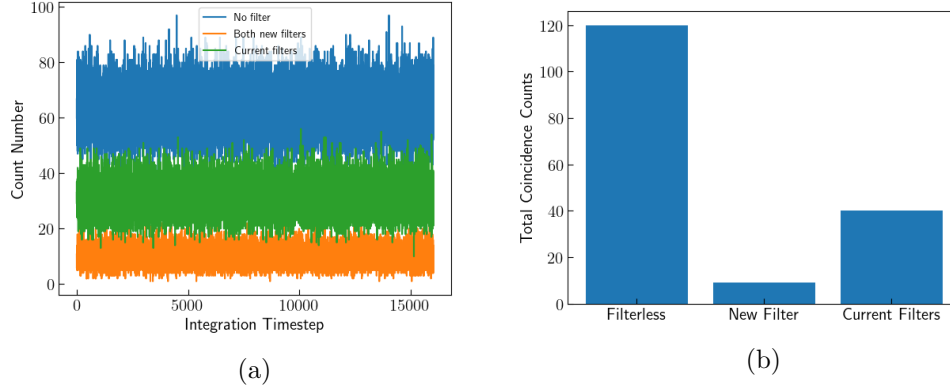 No filter
Both new filters
Current filters
Count Number
100
80
60
40
20
0
0 5000 10000 15000
Integration Timestep
(a)
Total Coincidence Counts
120
100
80
60
40
20
0
Filterless New Filter Current Filters
(b)